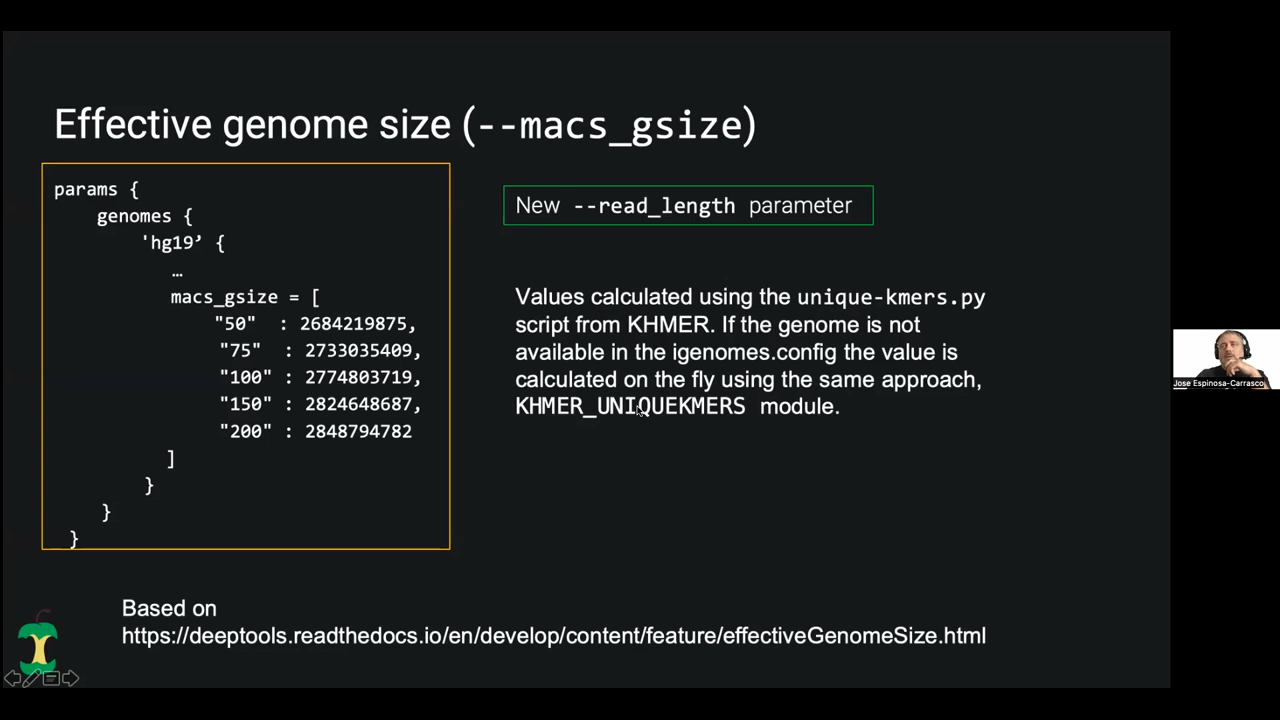 Effective genome size (--macs_gsize)
params {
genomes {
'hg19’ {
…
macs_gsize = [
"50" : 2684219875,
"75" : 2733035409,
"100" : 2774803719,
"150" : 2824648687,
"200" : 2848794782
]
}
}
}
New --read_length parameter
Values calculated using the unique-kmers.py
script from KHMER. If the genome is not
available in the igenomes.config the value is
calculated on the fly using the same approach,
KHMER_UNIQUEKMERS module.
Based on
https://deeptools.readthedocs.io/en/develop/content/feature/effectiveGenomeSize.html
Jose Espinosa-Carrasco